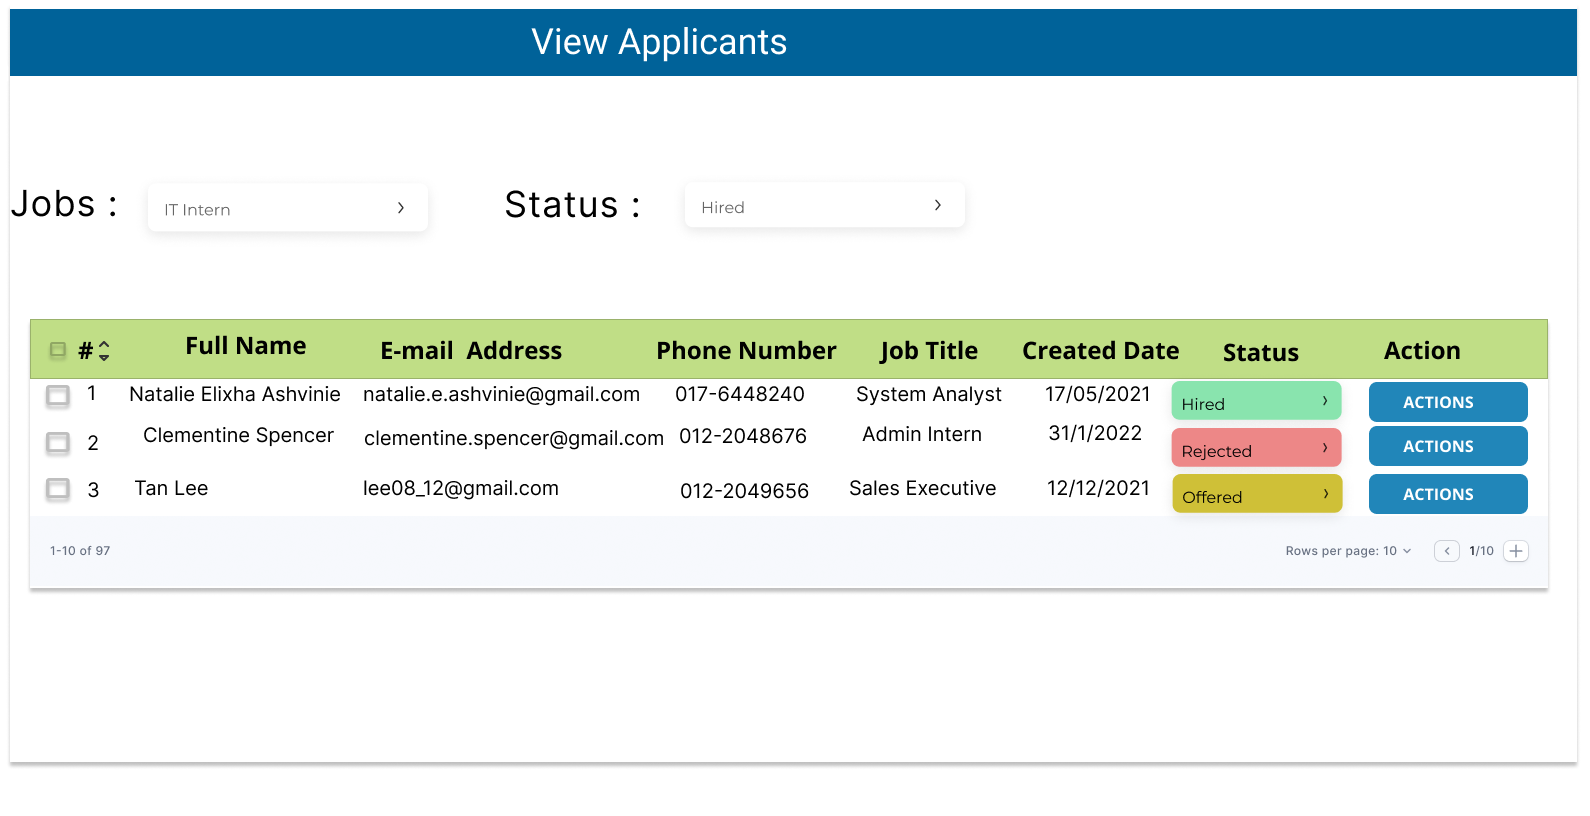 View Applicants
Jobs : IT Intern Status : Hired
# Full Name E-mail Address Phone Number Job Title Created Date Status Action
1 Natalie Elixha Ashvinie natalie.e.ashvinie@gmail.com 017-6448240 System Analyst 17/05/2021 Hired ACTIONS
2 Clementine Spencer clementine.spencer@gmail.com 012-2048676 Admin Intern 31/1/2022 Rejected ACTIONS
3 Tan Lee lee08_12@gmail.com 012-2049656 Sales Executive 12/12/2021 Offered ACTIONS
1-10 of 97 Rows per page: 10 1/10